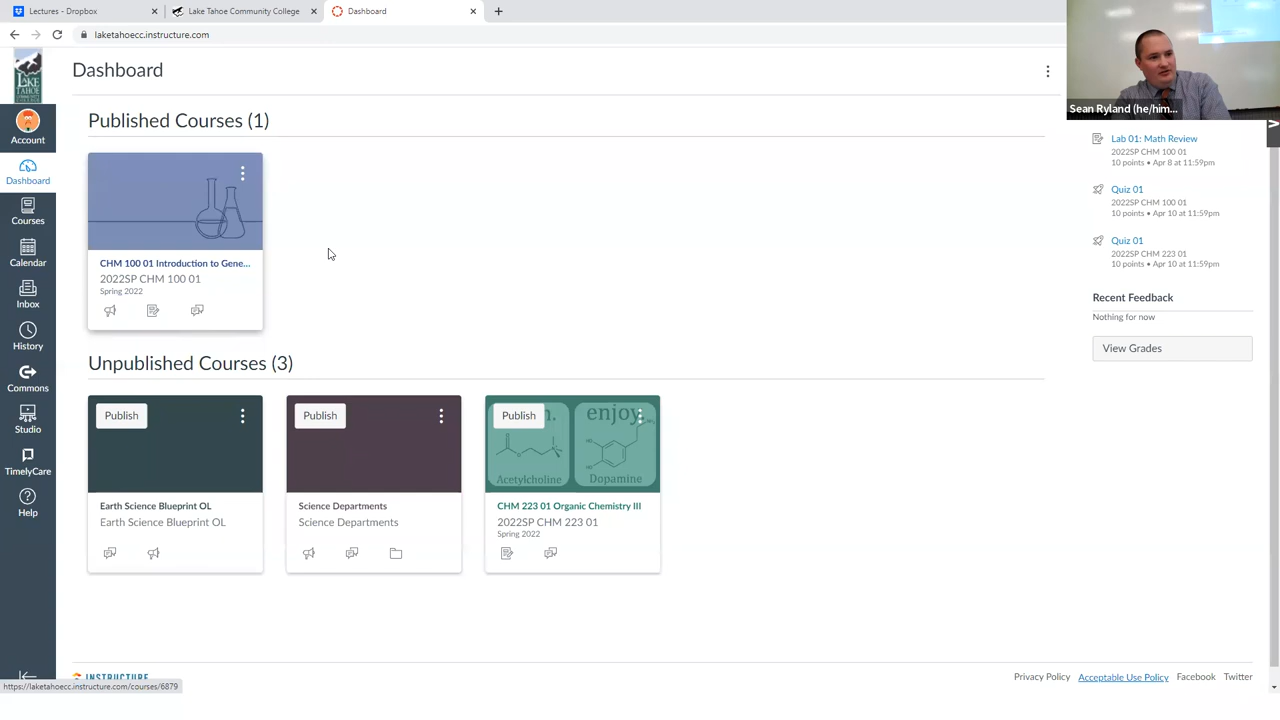 Lectures - Dropbox
Lake Tahoe Community College
Dashboard
laketahoecc.instructure.com
LAKE
TAHOE
Account
Dashboard
Courses
Calendar
Inbox
History
Commons
Studio
TimelyCare
Help
Dashboard
Published Courses (1)
CHM 100 01 Introduction to Gene...
2022SP CHM 100 01
Spring 2022
Unpublished Courses (3)
Publish
Earth Science Blueprint OL
Earth Science Blueprint OL
Publish
Science Departments
Science Departments
Publish
enjoy.
HO
HO
Acetylcholine
Dopamine
CHM 223 01 Organic Chemistry III
2022SP CHM 223 01
Spring 2022
Sean Ryland (he/him...
Lab 01: Math Review
2022SP CHM 100 01
10 points • Apr 8 at 11:59pm
Quiz 01
2022SP CHM 100 01
10 points • Apr 10 at 11:59pm
Quiz 01
2022SP CHM 223 01
10 points • Apr 10 at 11:59pm
Recent Feedback
Nothing for now
View Grades
INSTRUCTURE
Privacy Policy Acceptable Use Policy Facebook Twitter
https://laketahoecc.instructure.com/courses/6879